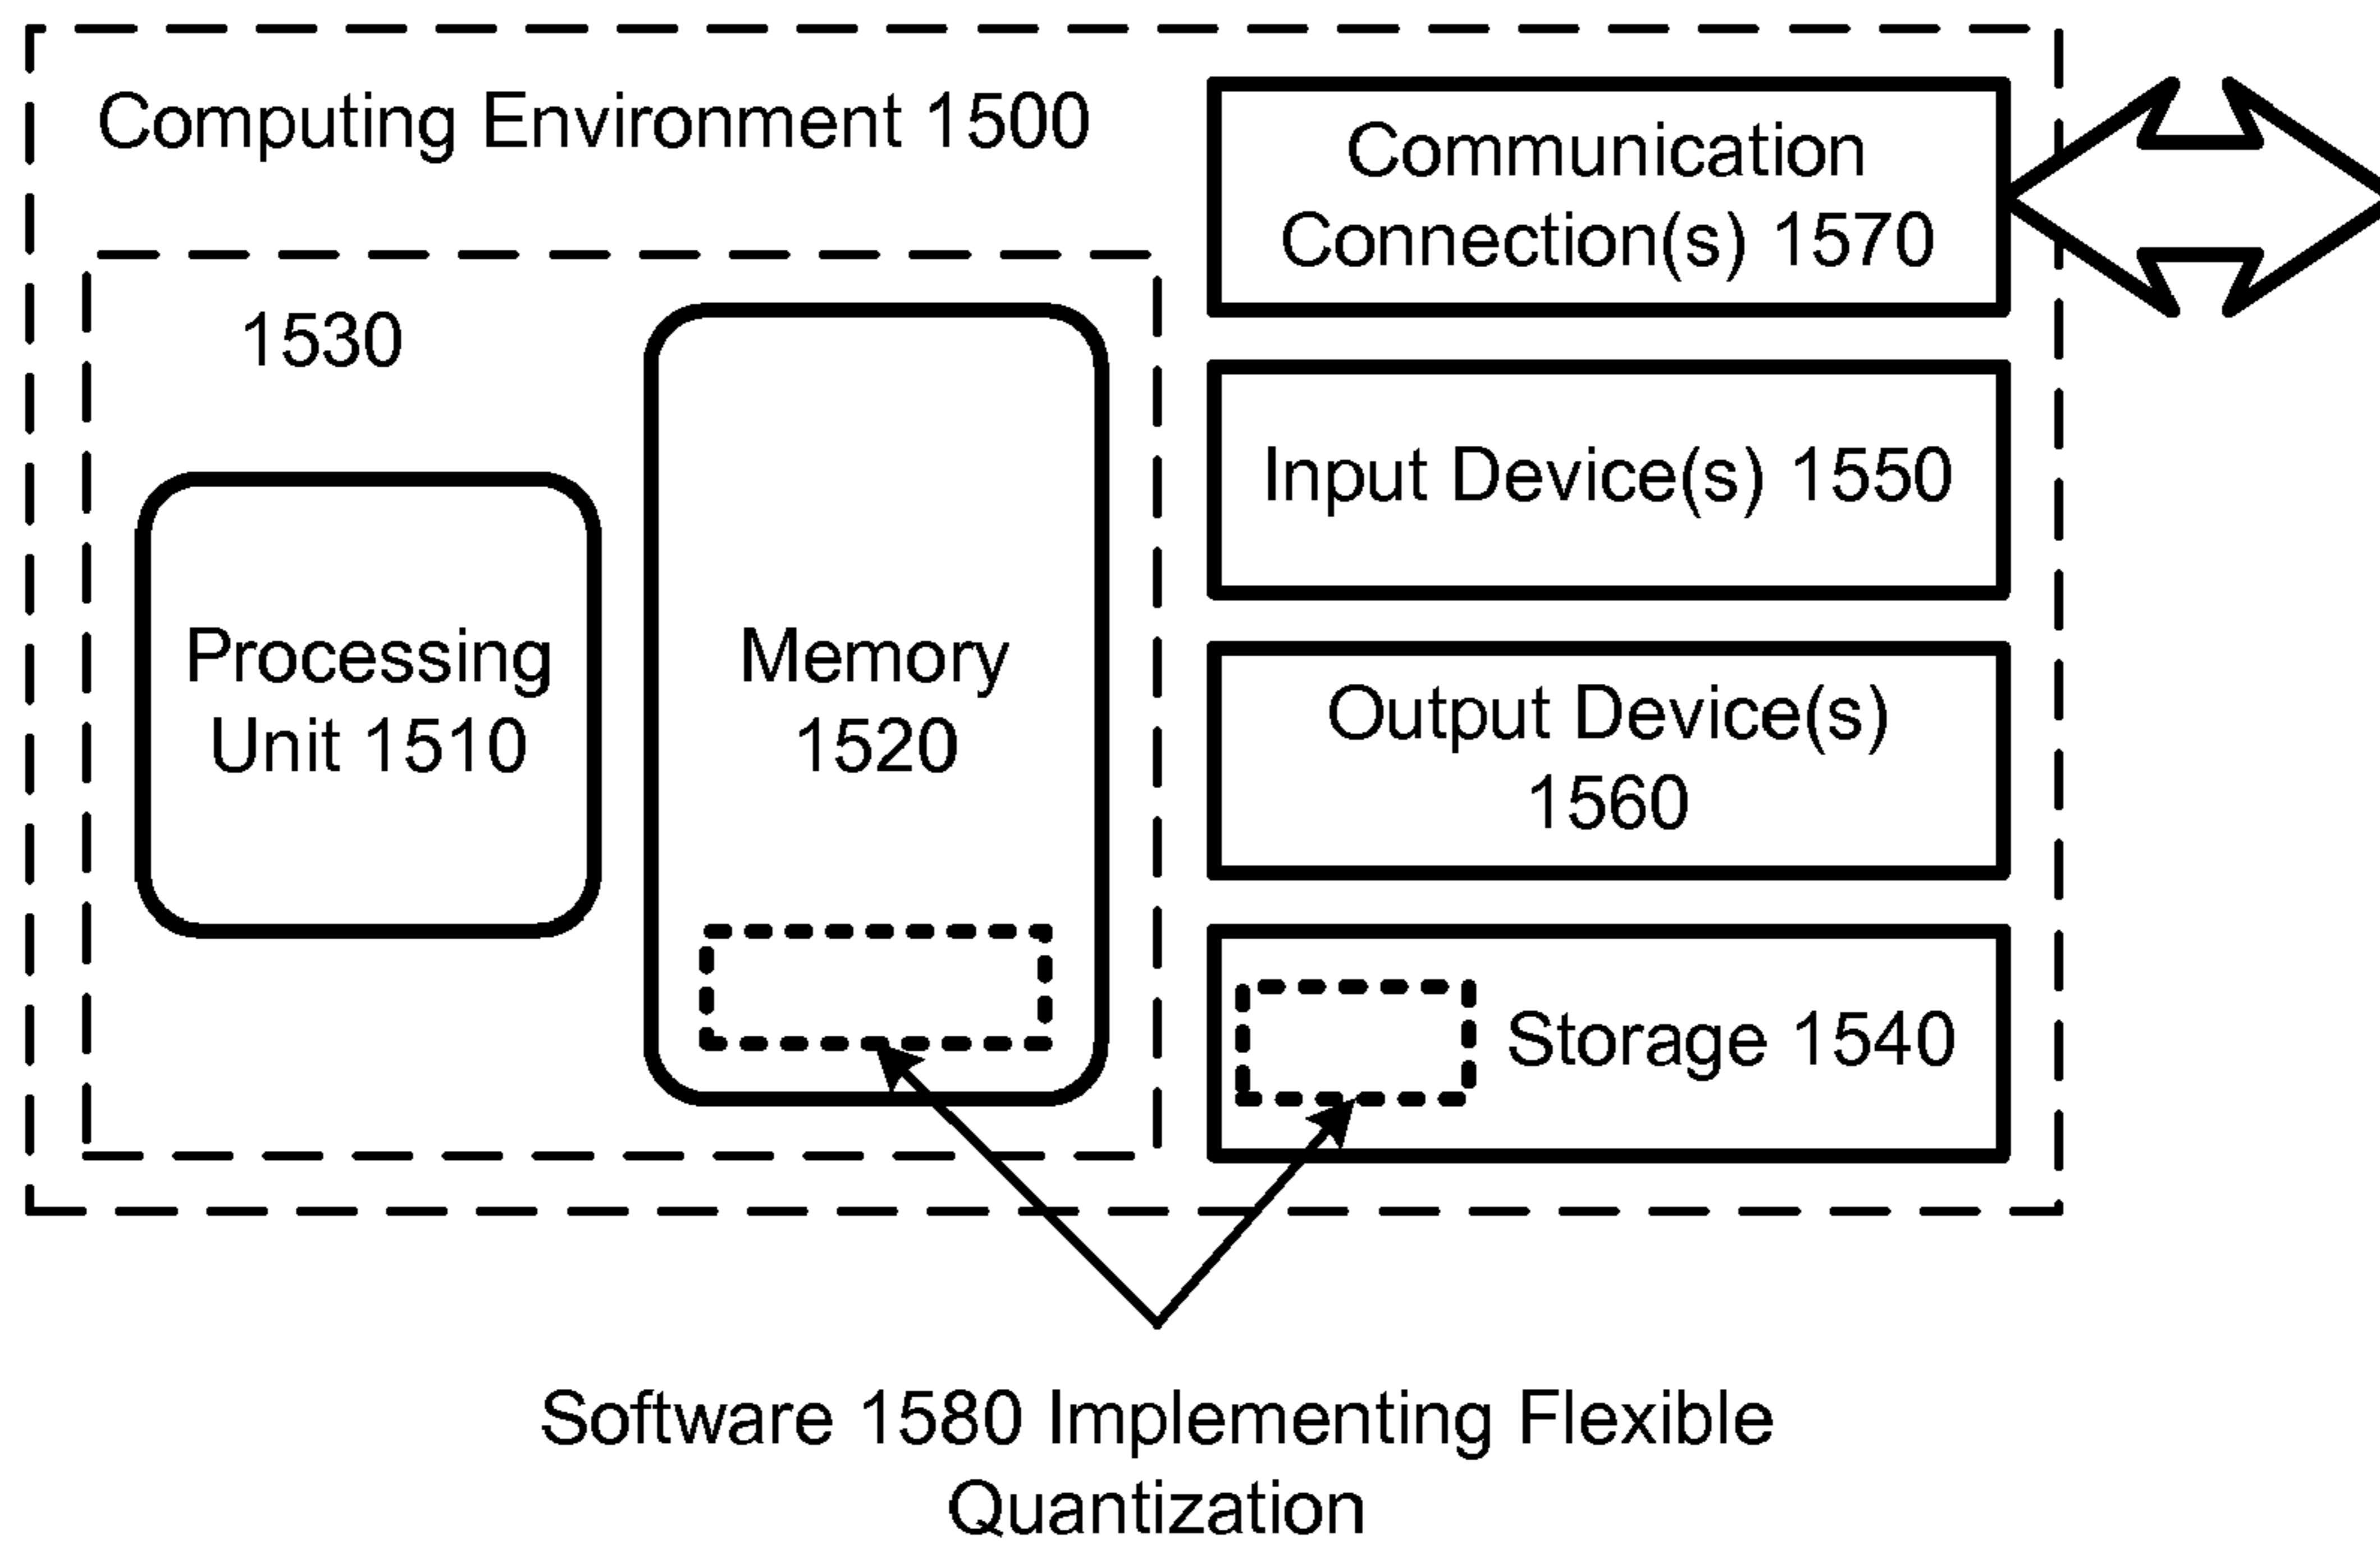 Computing Environment 1500
1530
Processing
Unit 1510
Memory
1520
Communication
Connection(s) 1570
Input Device(s) 1550
Output Device(s)
1560
Storage 1540
Software 1580 Implementing Flexible
Quantization